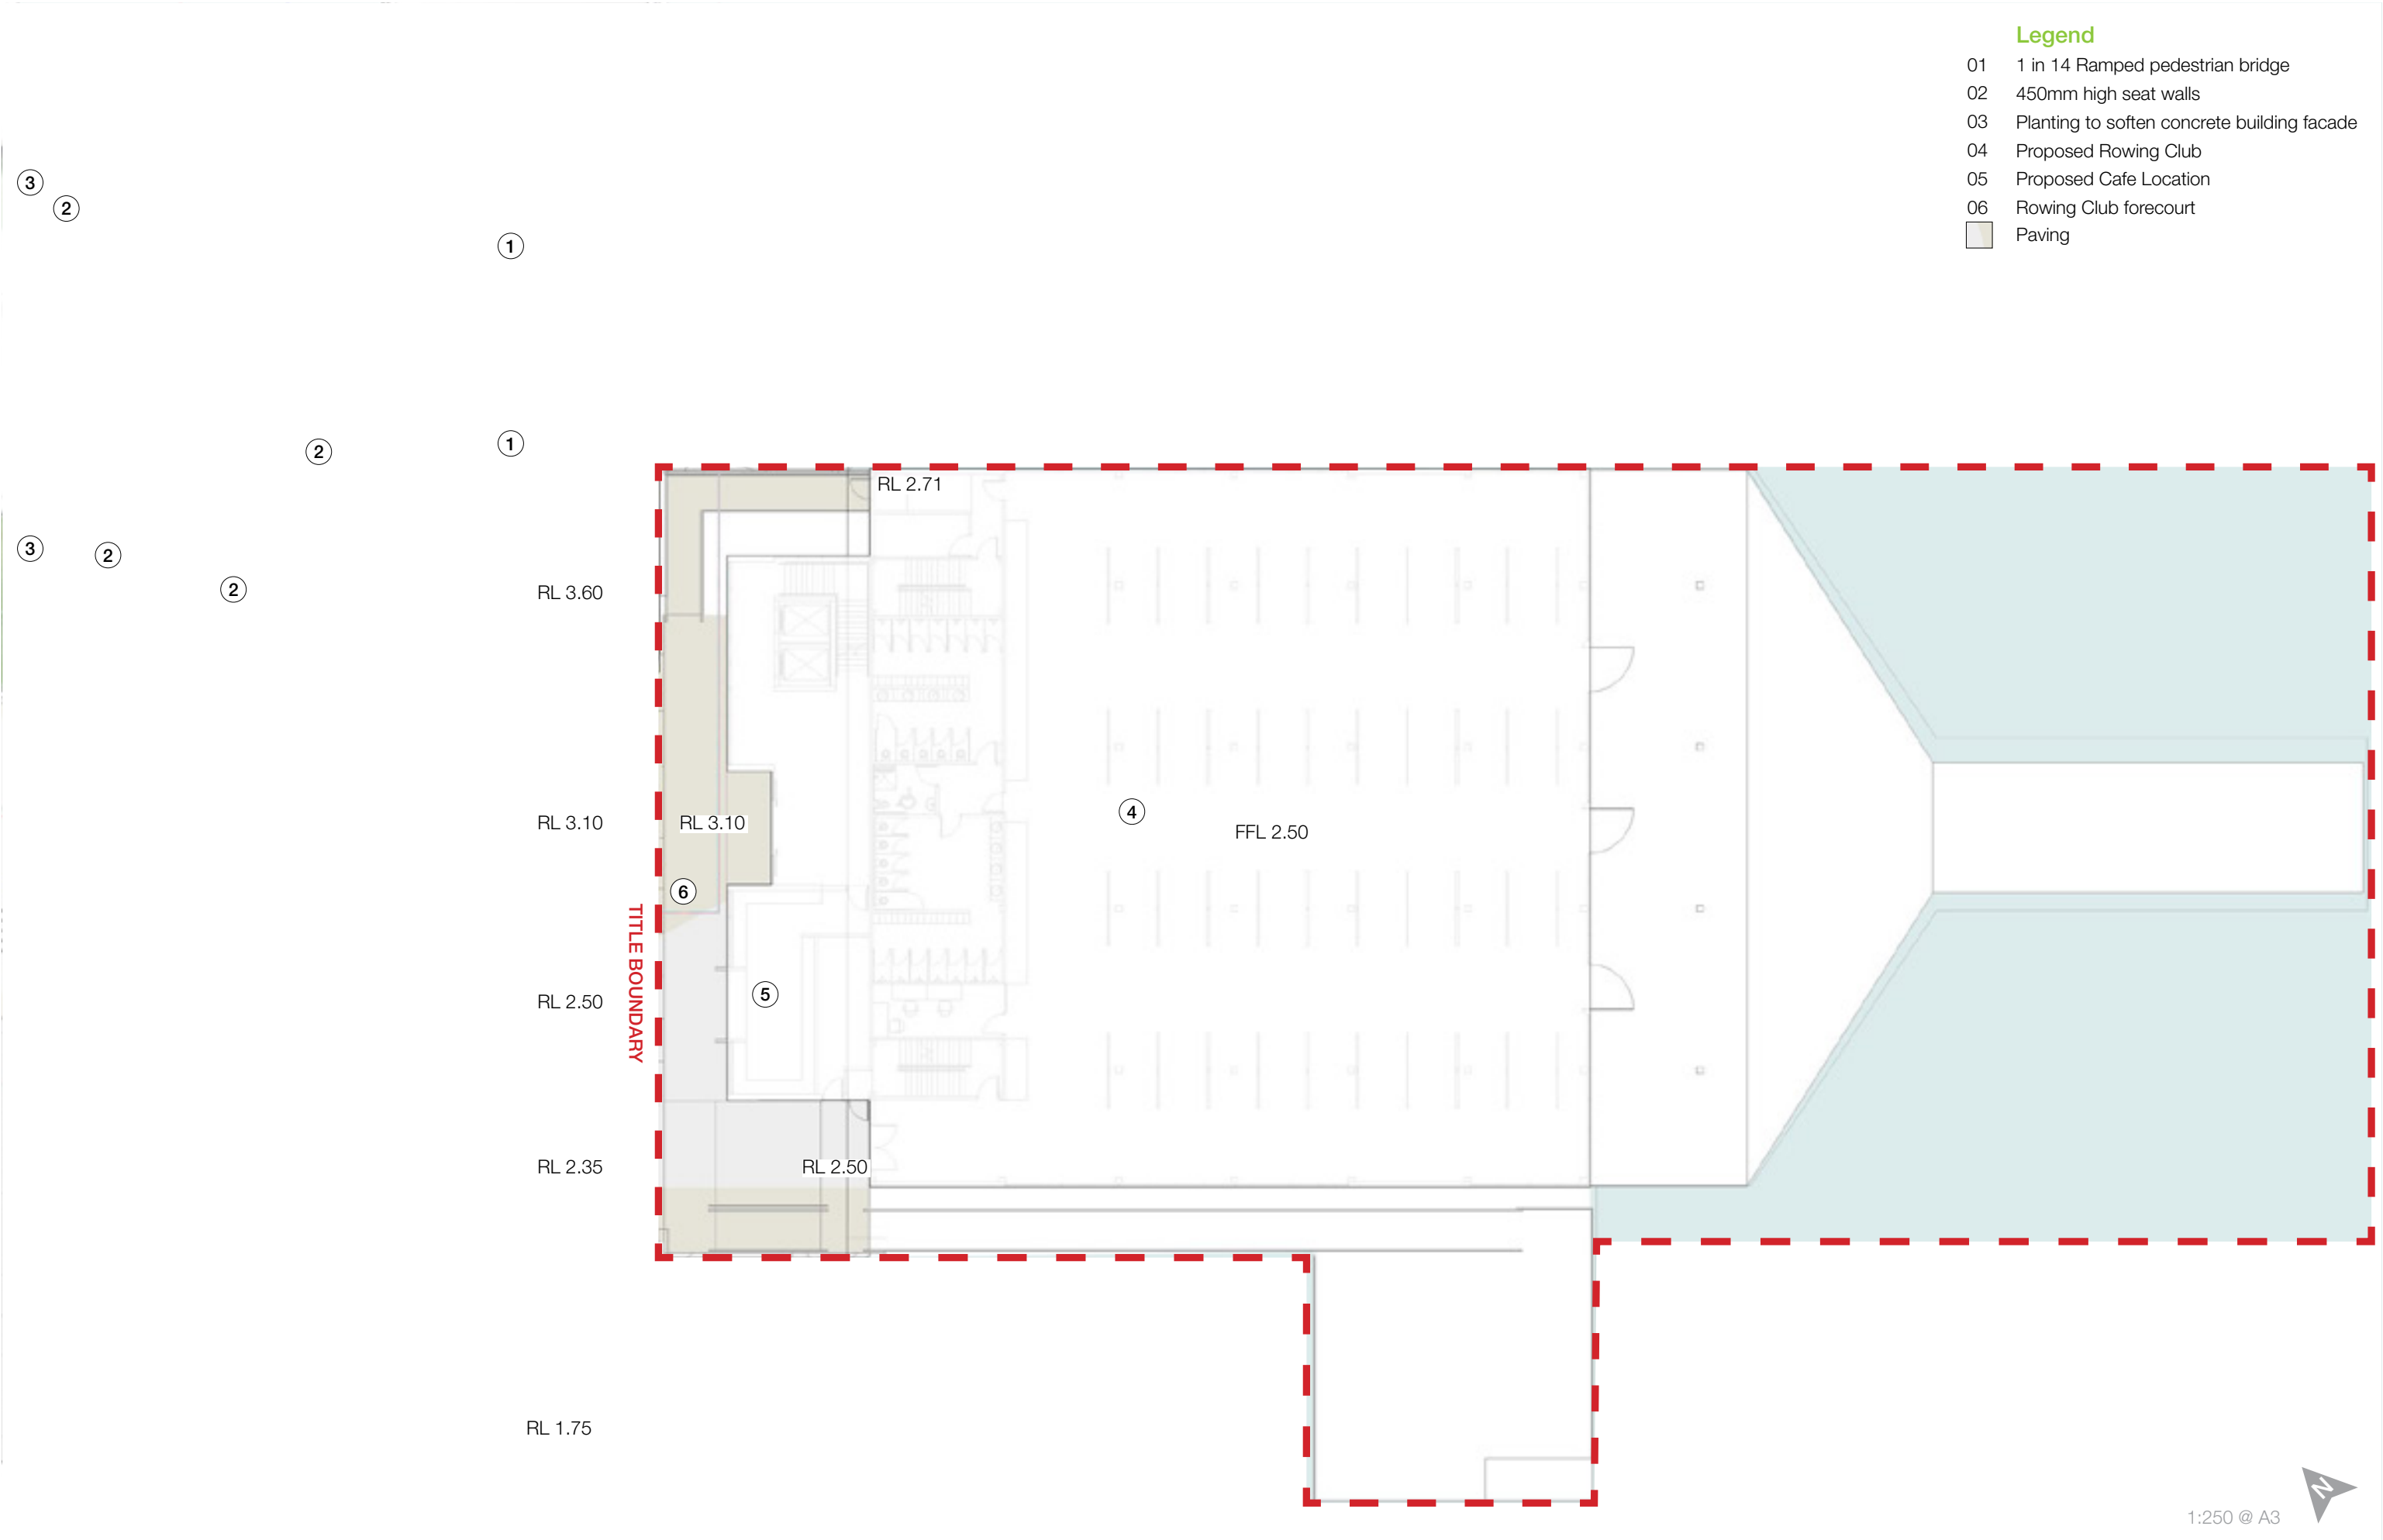 Legend
01 1 in 14 Ramped pedestrian bridge
02 450mm high seat walls
03 Planting to soften concrete building facade
04 Proposed Rowing Club
05 Proposed Cafe Location
06 Rowing Club forecourt
Paving
3
2
1
2
1
RL 2.71
3
2
2
RL 3.60
4
RL 3.10
RL 3.10
FFL 2.50
6
TITLE BOUNDARY
5
RL 2.50
RL 2.35
RL 2.50
RL 1.75
N
1:250 @ A3